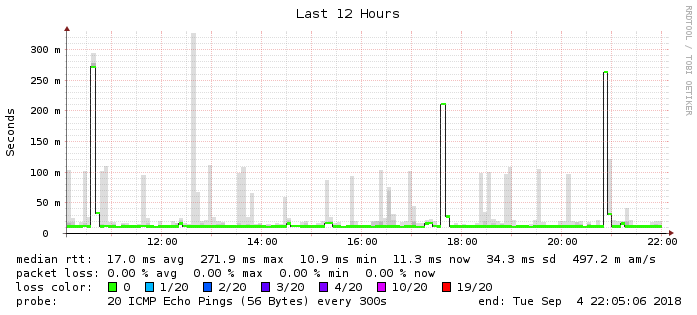 Last 12 Hours
RRDTOOL / TOBI OETIKER
Seconds
300 m
250 m
200 m
150 m
100 m
50 m
0
12:00 14:00 16:00 18:00 20:00 22:00
median rtt: 17.0 ms avg 271.9 ms max 10.9 ms min 11.3 ms now 34.3 ms sd 497.2 m am/s
packet loss: 0.00 % avg 0.00 % max 0.00 % min 0.00 % now
loss color: 0 1/20 2/20 3/20 4/20 10/20 19/20
probe: 20 ICMP Echo Pings (56 Bytes) every 300s end: Tue Sep 4 22:05:06 2018